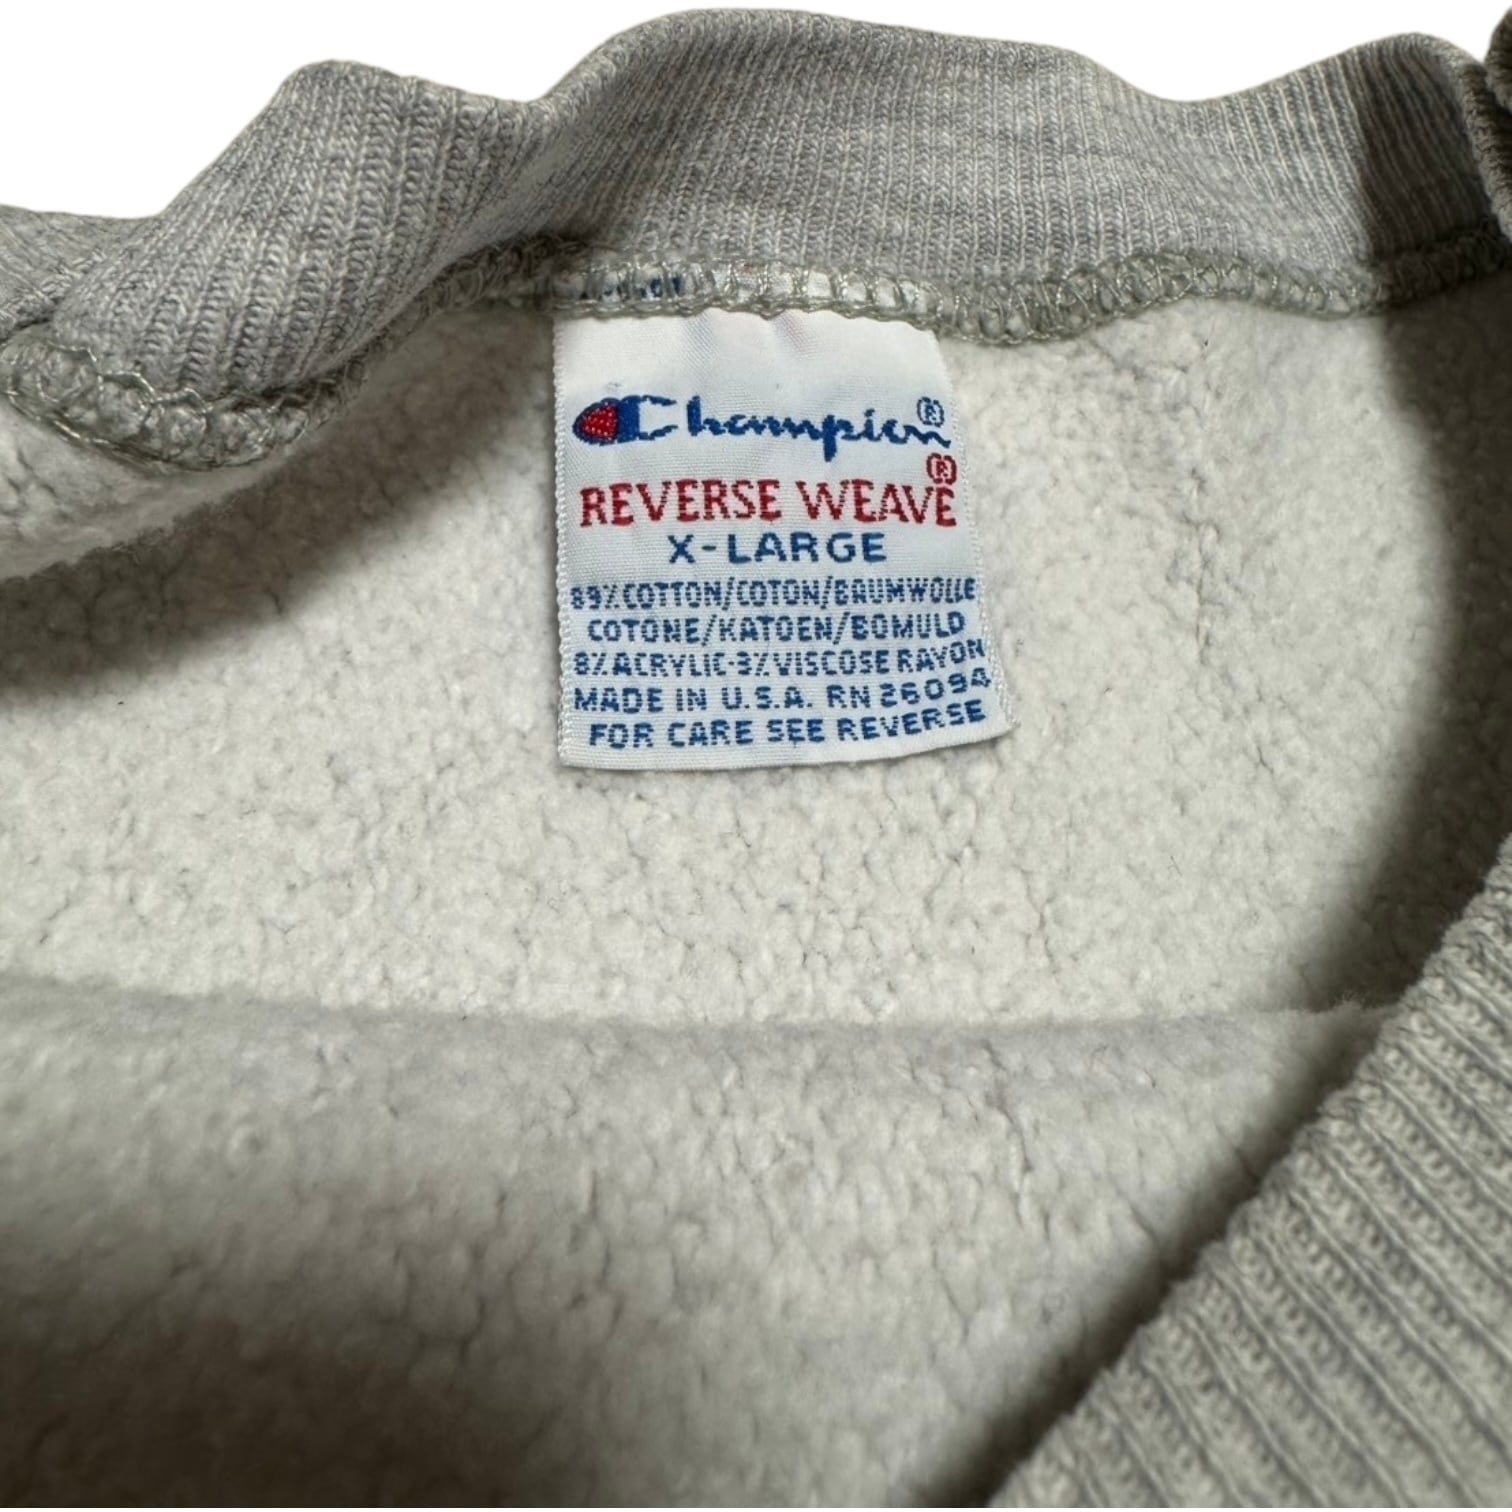 Champion®
REVERSE WEAVE®
X-LARGE
89% COTTON/COTON/BAUMWOLLE
COTONE/KATOEN/BOMULD
8% ACRYLIC-3% VISCOSE RAYON
MADE IN U.S.A. RN 26094
FOR CARE SEE REVERSE